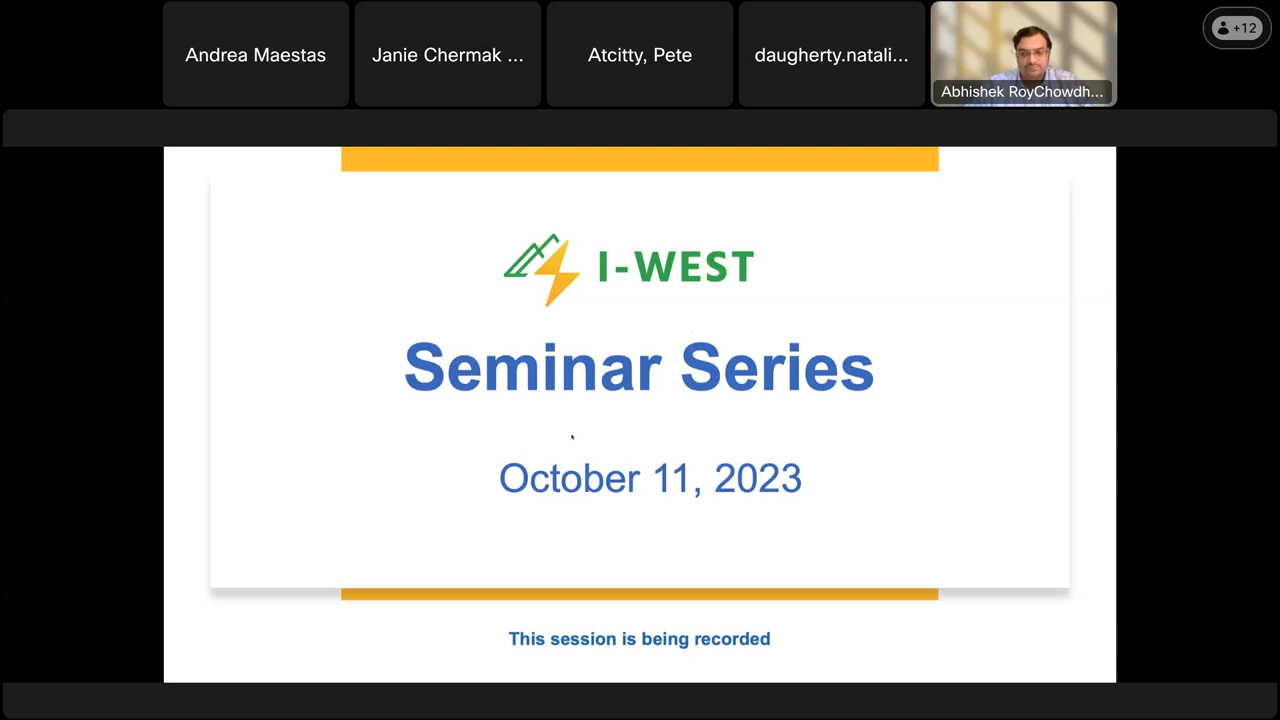 Andrea Maestas
Janie Chermak ...
Atcitty, Pete
daugherty.natali...
Abhishek RoyChowdh...
+12
I-WEST
Seminar Series
October 11, 2023
This session is being recorded